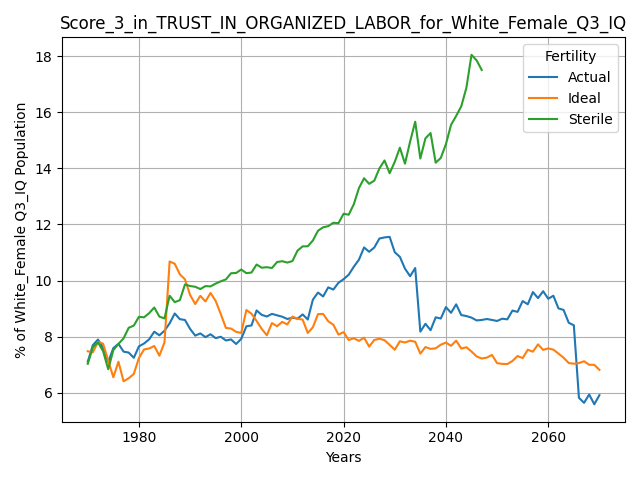 Score_3_in_TRUST_IN_ORGANIZED_LABOR_for_White_Female_Q3_IQ
% of White_Female Q3_IQ Population
18
16
14
12
10
8
6
Fertility
Actual
Ideal
Sterile
1980
2000
2020
2040
2060
Years